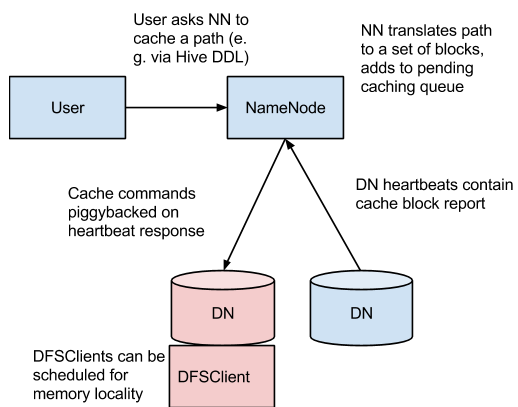 User asks NN to
cache a path (e.
g. via Hive DDL)
NN translates path
to a set of blocks,
adds to pending
caching queue
User
NameNode
Cache commands
piggybacked on
heartbeat response
DN heartbeats contain
cache block report
DN
DN
DFSClients can be
scheduled for
memory locality
DFSClient